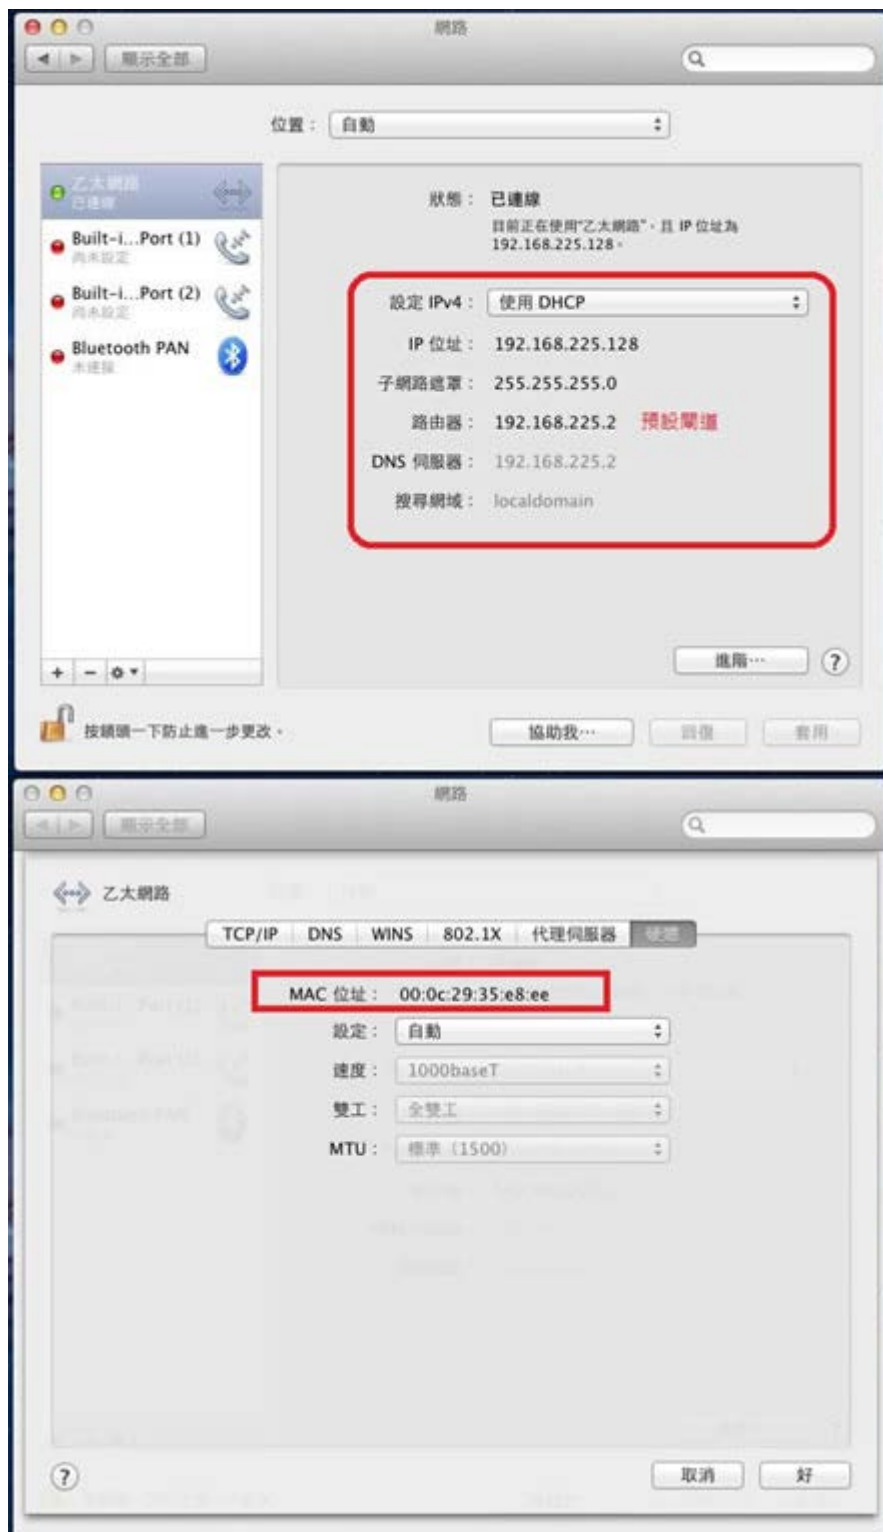 網路
顯示全部
位置： 自動
乙太網路
已連線
Built-i...Port (1)
尚未設定
Built-i...Port (2)
尚未設定
Bluetooth PAN
未連接
狀態： 已連線
目前正在使用“乙太網路”，且 IP 位址為
192.168.225.128。
設定 IPv4： 使用 DHCP
IP 位址： 192.168.225.128
子網路遮罩： 255.255.255.0
路由器： 192.168.225.2 預設閘道
DNS 伺服器： 192.168.225.2
搜尋網域： localdomain
進階…
?
按鎖頭一下防止進一步更改。
協助我… 回復 套用
網路
顯示全部
乙太網路
TCP/IP DNS WINS 802.1X 代理伺服器 硬體
MAC 位址： 00:0c:29:35:e8:ee
設定： 自動
速度： 1000baseT
雙工： 全雙工
MTU： 標準（1500）
?
取消 好